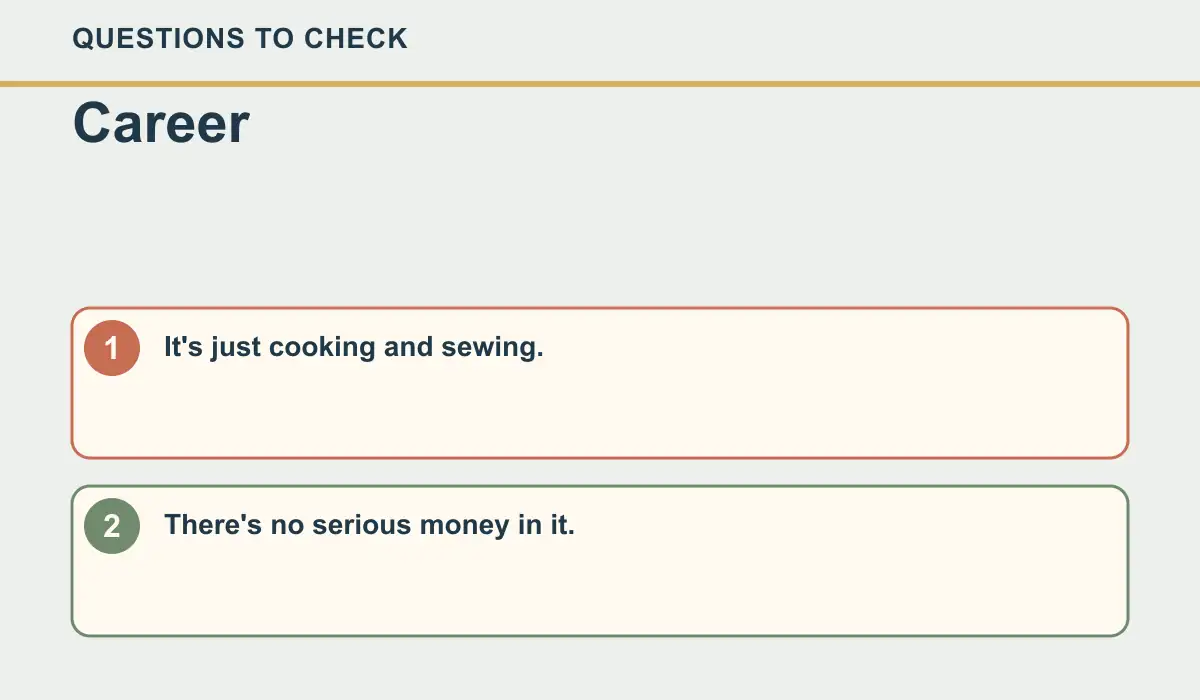 QUESTIONS TO CHECK
Career
1 It's just cooking and sewing.
2 There's no serious money in it.